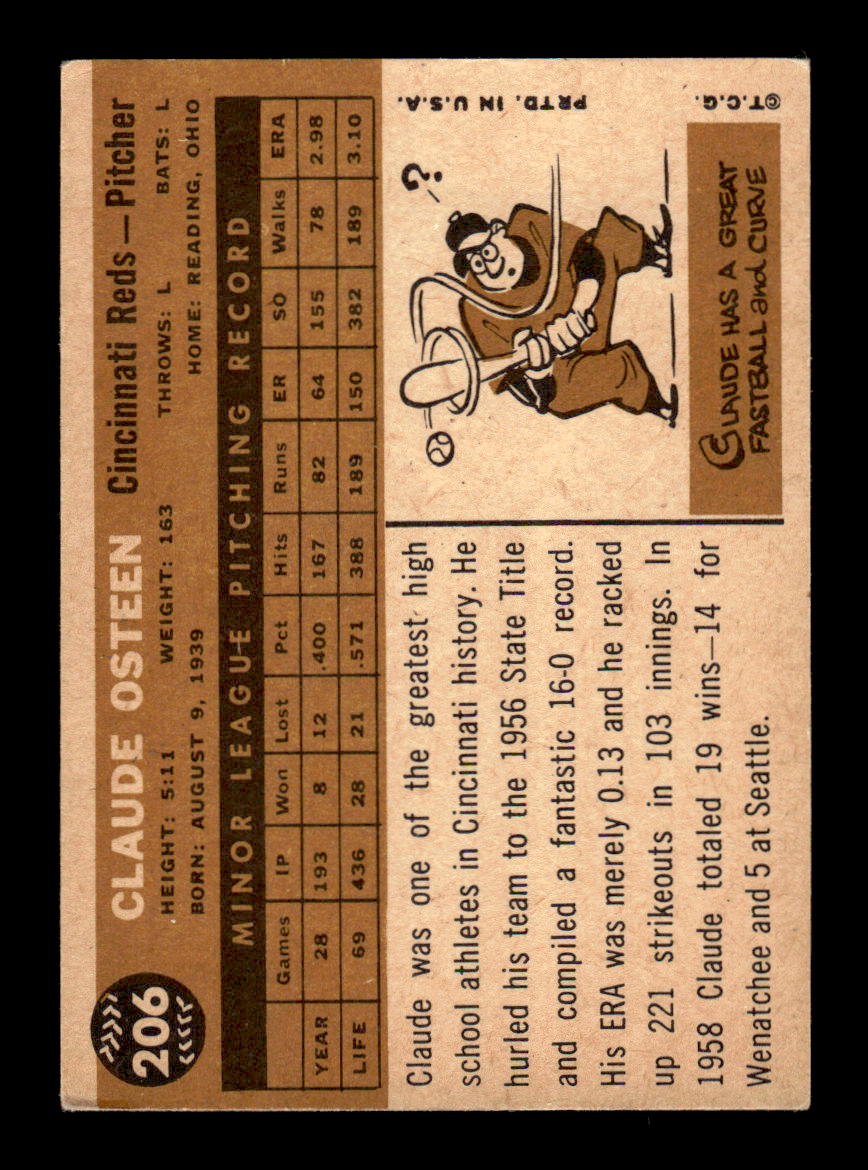 206
CLAUDE OSTEEN Cincinnati Reds—Pitcher
HEIGHT: 5:11 WEIGHT: 163 THROWS: L BATS: L
BORN: AUGUST 9, 1939 HOME: READING, OHIO
MINOR LEAGUE PITCHING RECORD
Games IP Won Lost Pct Hits Runs ER SO Walks ERA
YEAR 28 193 8 12 .400 167 82 64 155 78 2.98
LIFE 69 436 28 21 .571 388 189 150 382 189 3.10
Claude was one of the greatest high
school athletes in Cincinnati history. He
hurled his team to the 1956 State Title
and compiled a fantastic 16-0 record.
His ERA was merely 0.13 and he racked
up 221 strikeouts in 103 innings. In
1958 Claude totaled 19 wins—14 for
Wenatchee and 5 at Seattle.
?
CLAUDE HAS A GREAT
FASTBALL and CURVE
©T.C.G. PRTD. IN U.S.A.